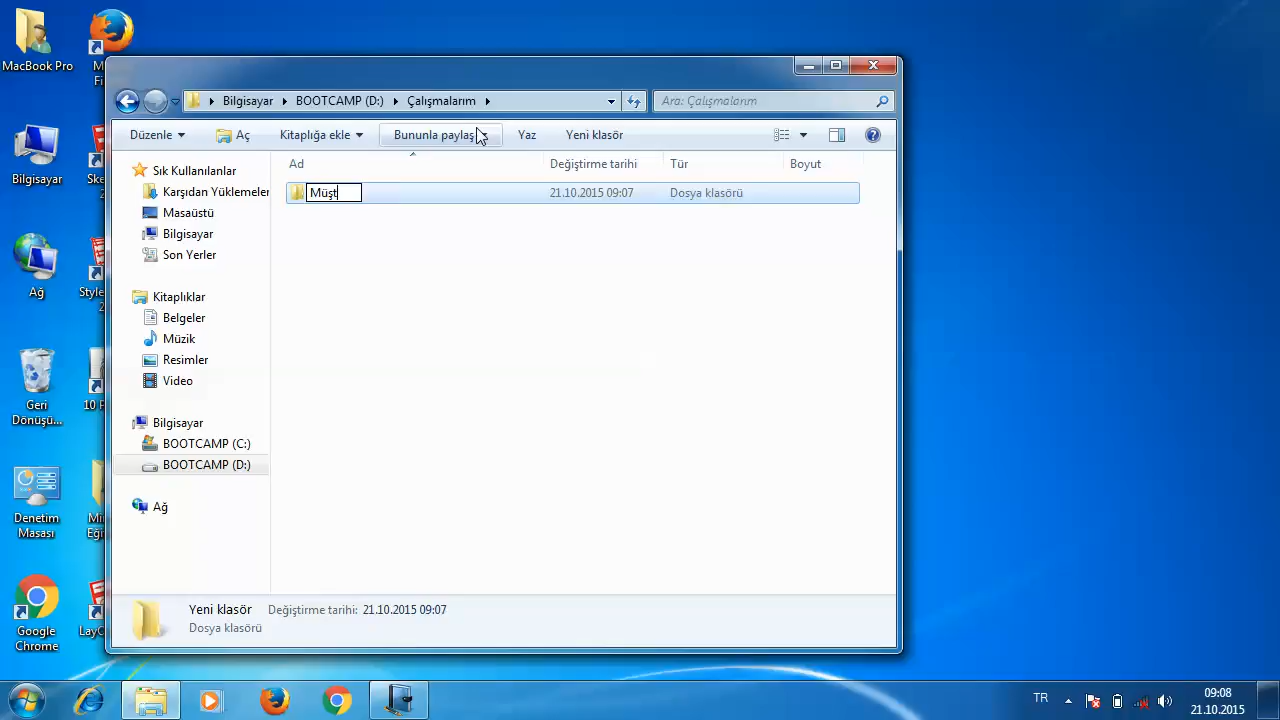 MacBook Pro
Bilgisayar
Ağ
Geri
Dönüşü...
Denetim
Masası
Google
Chrome
Bilgisayar
BOOTCAMP (D:)
Çalışmalarım
Ara: Çalışmalarım
Düzenle
Aç
Kitaplığa ekle
Bununla paylaş
Yaz
Yeni klasör
Sık Kullanılanlar
Karşıdan Yüklemeler
Masaüstü
Bilgisayar
Son Yerler
Kitaplıklar
Belgeler
Müzik
Resimler
Video
Bilgisayar
BOOTCAMP (C:)
BOOTCAMP (D:)
Ağ
Ad
Değiştirme tarihi
Tür
Boyut
Müşt
21.10.2015 09:07
Dosya klasörü
Yeni klasör
Değiştirme tarihi: 21.10.2015 09:07
Dosya klasörü
TR
09:08
21.10.2015